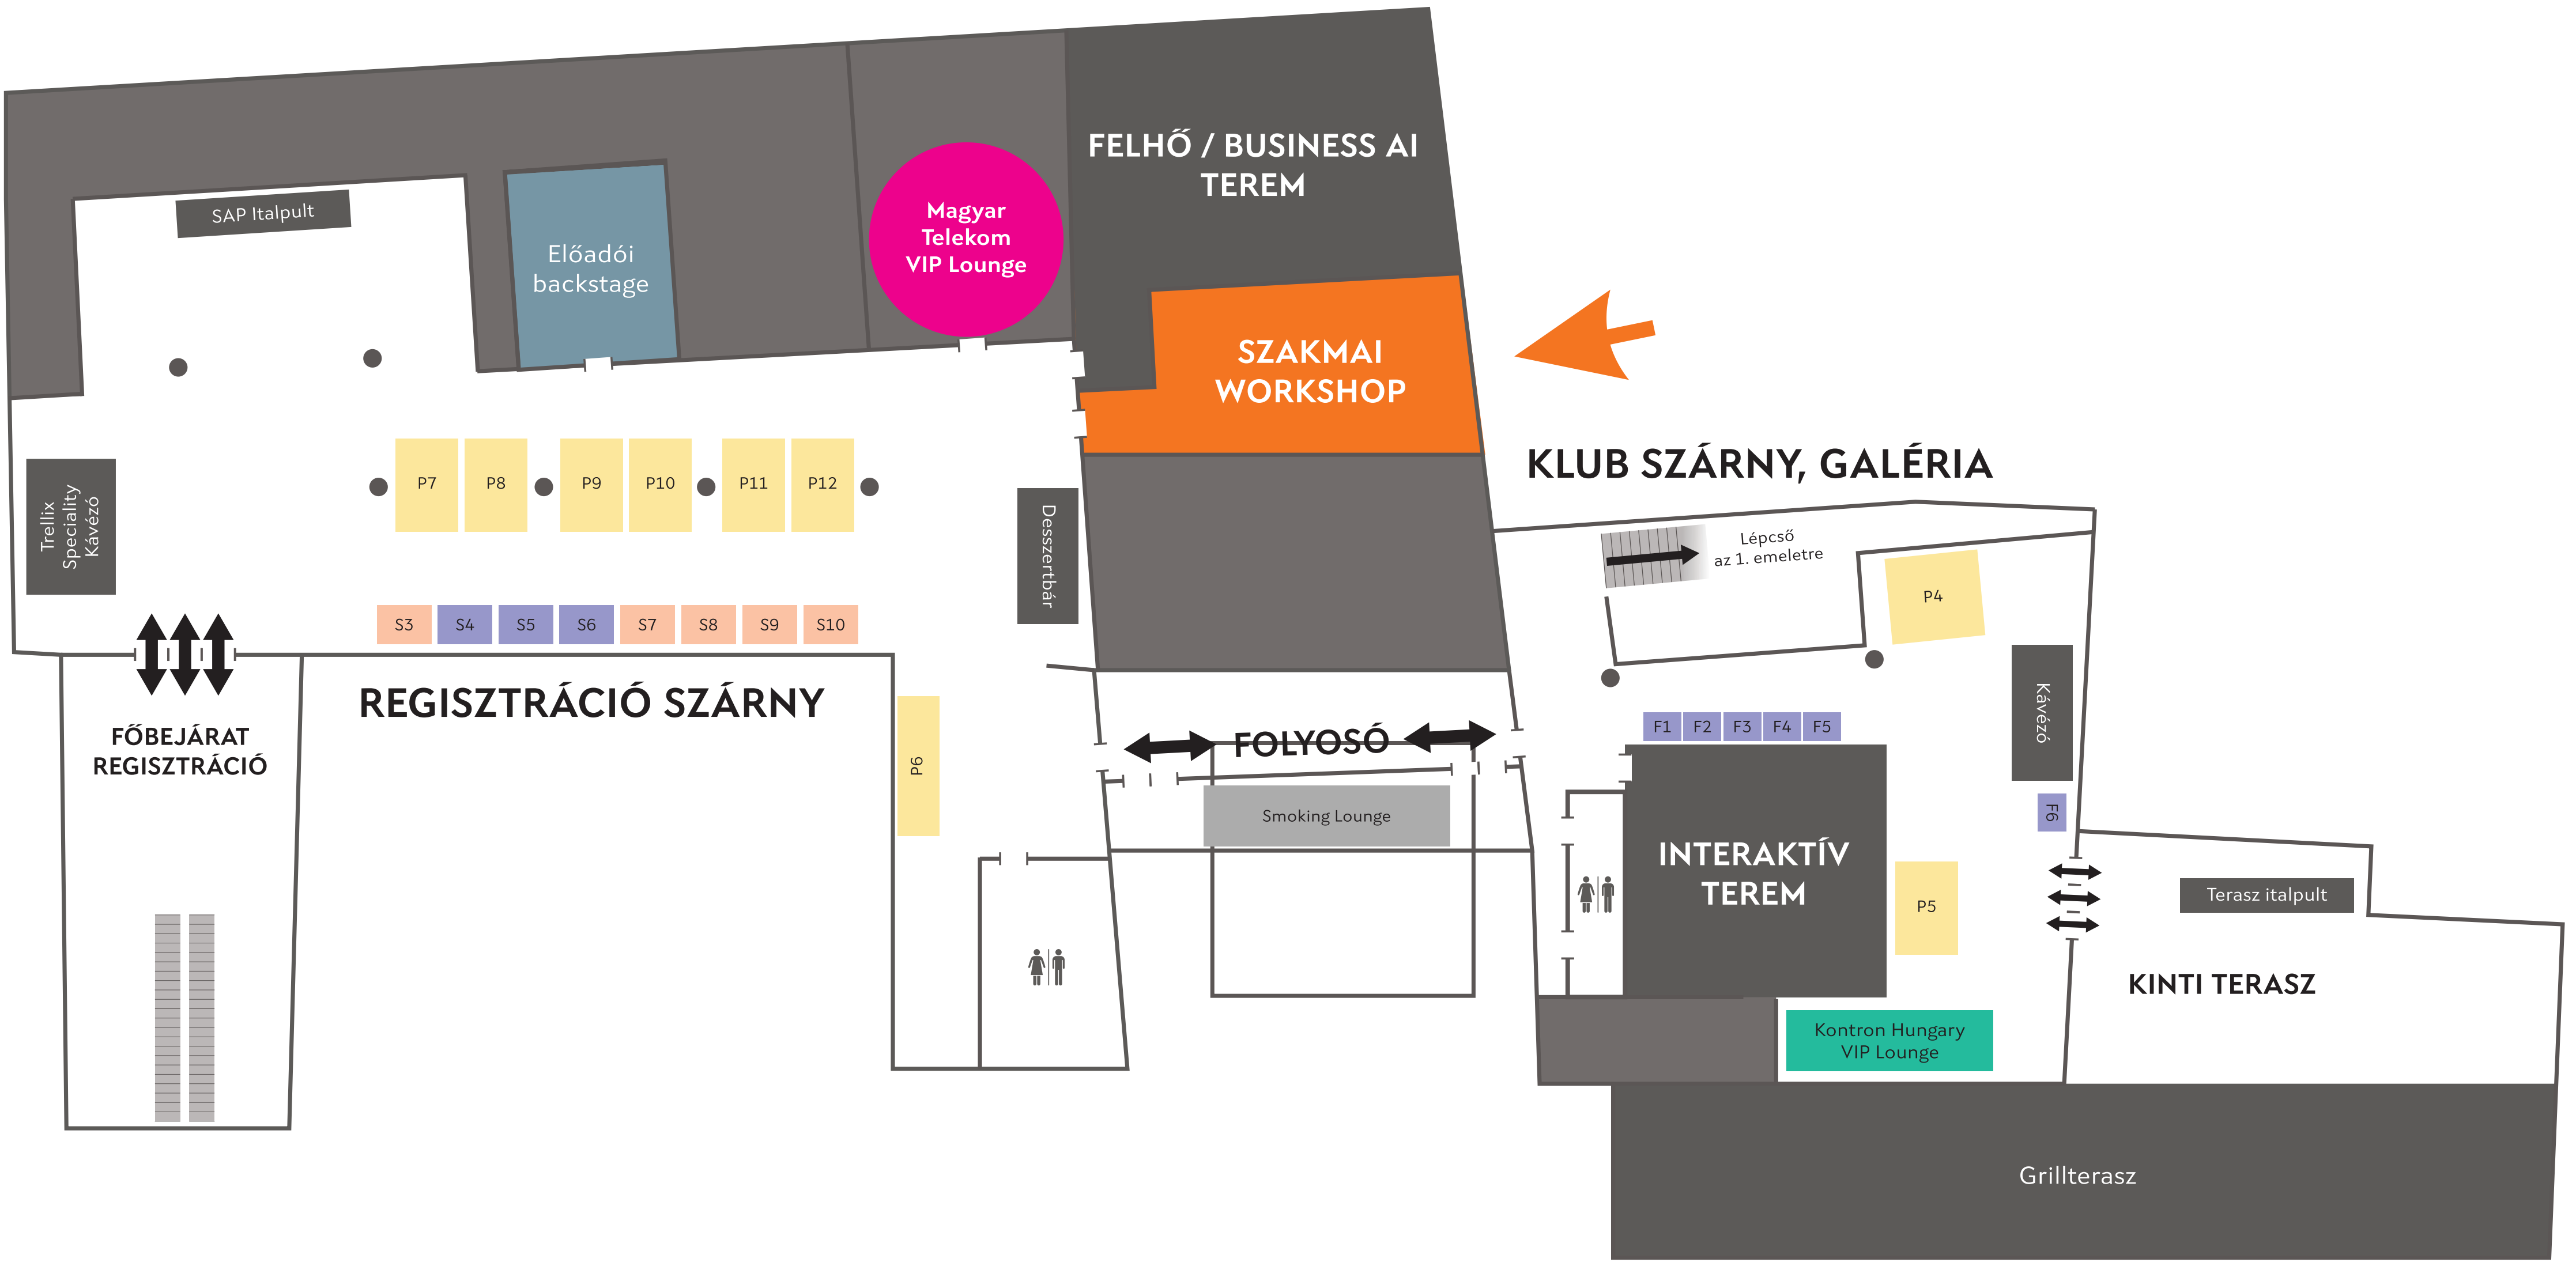 FELHŐ / BUSINESS AI
TEREM
SAP Italpult
Előadói
backstage
Magyar
Telekom
VIP Lounge
SZAKMAI
WORKSHOP
KLUB SZÁRNY, GALÉRIA
P7
P8
P9
P10
P11
P12
Trellix
Speciality
Kávézó
Desszertbár
Lépcső
az 1. emeletre
P4
S3
S4
S5
S6
S7
S8
S9
S10
REGISZTRÁCIÓ SZÁRNY
FŐBEJÁRAT
REGISZTRÁCIÓ
P6
FOLYOSÓ
Smoking Lounge
F1
F2
F3
F4
F5
Kávézó
F6
INTERAKTÍV
TEREM
P5
Terasz italpult
KINTI TERASZ
Kontron Hungary
VIP Lounge
Grillterasz